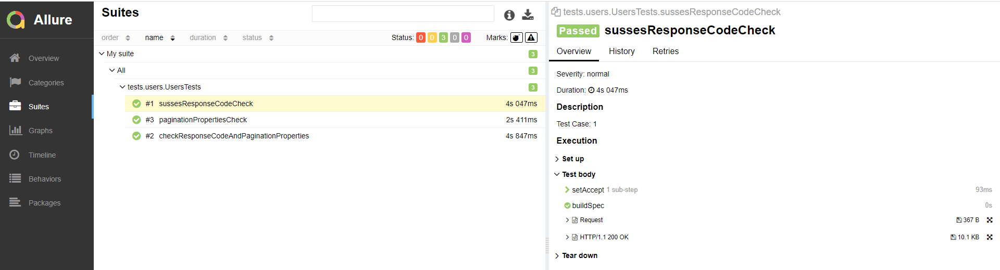 Allure
Overview
Categories
Suites
Graphs
Timeline
Behaviors
Packages
Suites
order name duration status Status: 0 0 3 0 0 Marks:
My suite 3
All 3
tests.users.UsersTests 3
#1 sussesResponseCodeCheck 4s 047ms
#3 paginationPropertiesCheck 2s 411ms
#2 checkResponseCodeAndPaginationProperties 4s 847ms
tests.users.UsersTests.sussesResponseCodeCheck
Passed sussesResponseCodeCheck
Overview History Retries
Severity: normal
Duration: 4s 047ms
Description
Test Case: 1
Execution
Set up
Test body
setAccept 1 sub-step 93ms
buildSpec 0s
Request 367 B
HTTP/1.1 200 OK 10.1 KB
Tear down